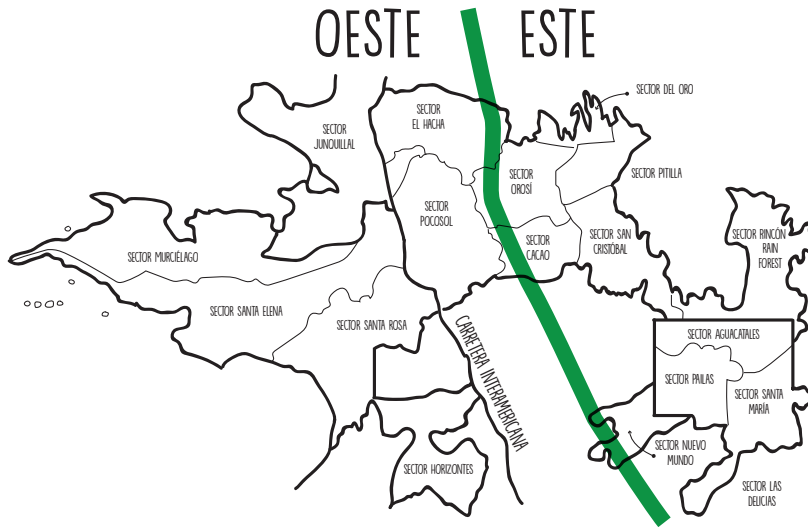 OESTE
ESTE
SECTOR DEL ORO
SECTOR
EL HACHA
SECTOR
JUNQUILLAL
SECTOR
OROSÍ
SECTOR PITILLA
SECTOR
POCOSOL
SECTOR
CACAO
SECTOR SAN
CRISTÓBAL
SECTOR RINCÓN
RAIN
FOREST
SECTOR MURCIÉLAGO
SECTOR SANTA ELENA
SECTOR SANTA ROSA
CARRETERA INTERAMERICANA
SECTOR AGUACATALES
SECTOR PAILAS
SECTOR SANTA
MARÍA
SECTOR NUEVO
MUNDO
SECTOR HORIZONTES
SECTOR LAS
DELICIAS